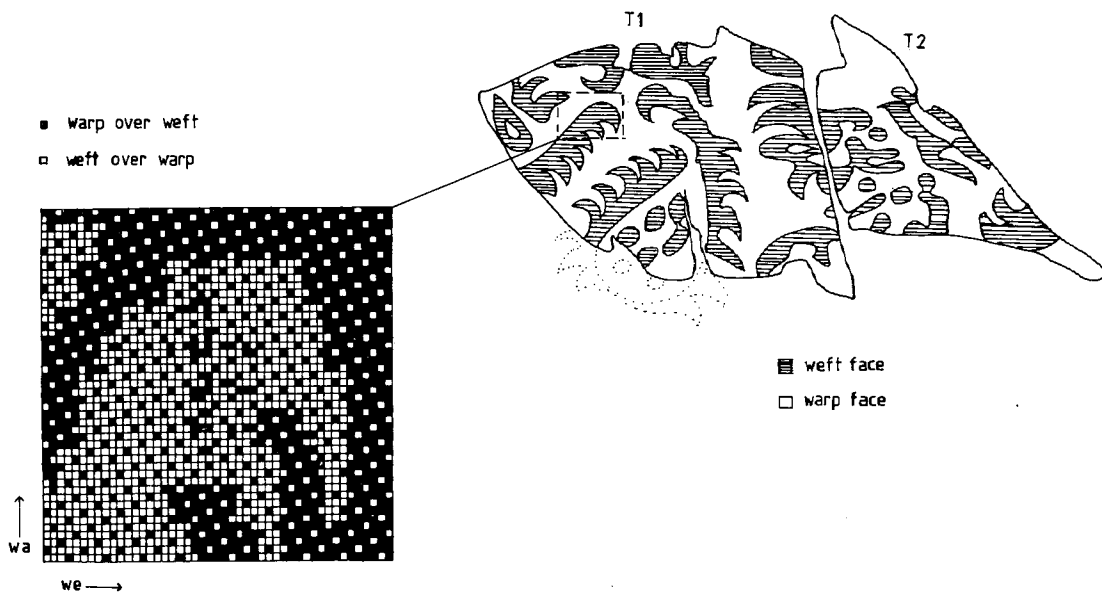 T1
T2
warp over weft
weft over warp
wa
we
weft face
warp face